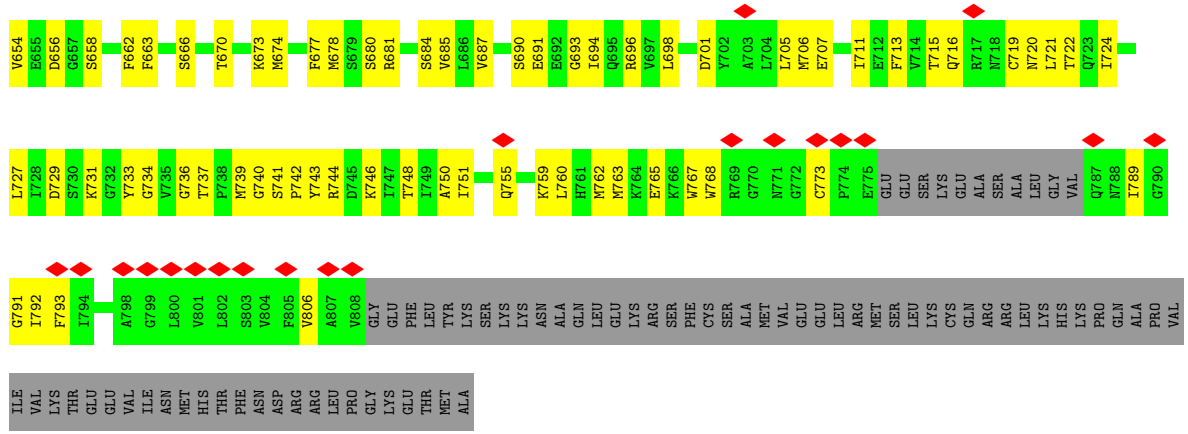 V654 E655 D656 G657 S658 F662 F663 S666 T670 K673 M674 F677 M678 S679 S680 R681 S684 V685 L686 V687 S690 E691 E692 G693 I694 Q695 R696 V697 L698 D701 Y702 A703 L704 L705 M706 E707 I711 E712 F713 V714 T715 Q716 R717 N718 C719 N720 L721 T722 Q723 I724
L727 I728 D729 S730 K731 G732 Y733 G734 V735 G736 T737 P738 M739 G740 S741 P742 Y743 R744 D745 K746 I747 T748 I749 A750 I751 Q755 K759 L760 H761 M762 M763 K764 E765 K766 W767 W768 R769 G770 N771 G772 C773 P774 E775 GLU GLU SER LYS GLU ALA SER ALA LEU GLY VAL Q787 N788 I789 G790
G791 I792 F793 I794 A798 G799 L800 V801 L802 S803 V804 F805 V806 A807 V808 GLY GLU PHE LEU TYR LYS SER LYS LYS ASN ALA GLN LEU GLU LYS ARG SER PHE CYS SER ALA MET VAL GLU GLU LEU ARG MET SER LEU LYS CYS GLN ARG ARG LEU LYS HIS LYS PRO GLN ALA PRO VAL
ILE VAL LYS THR GLU GLU VAL ILE ASN MET HIS THR PHE ASN ASP ARG ARG LEU PRO GLY LYS GLU THR MET ALA